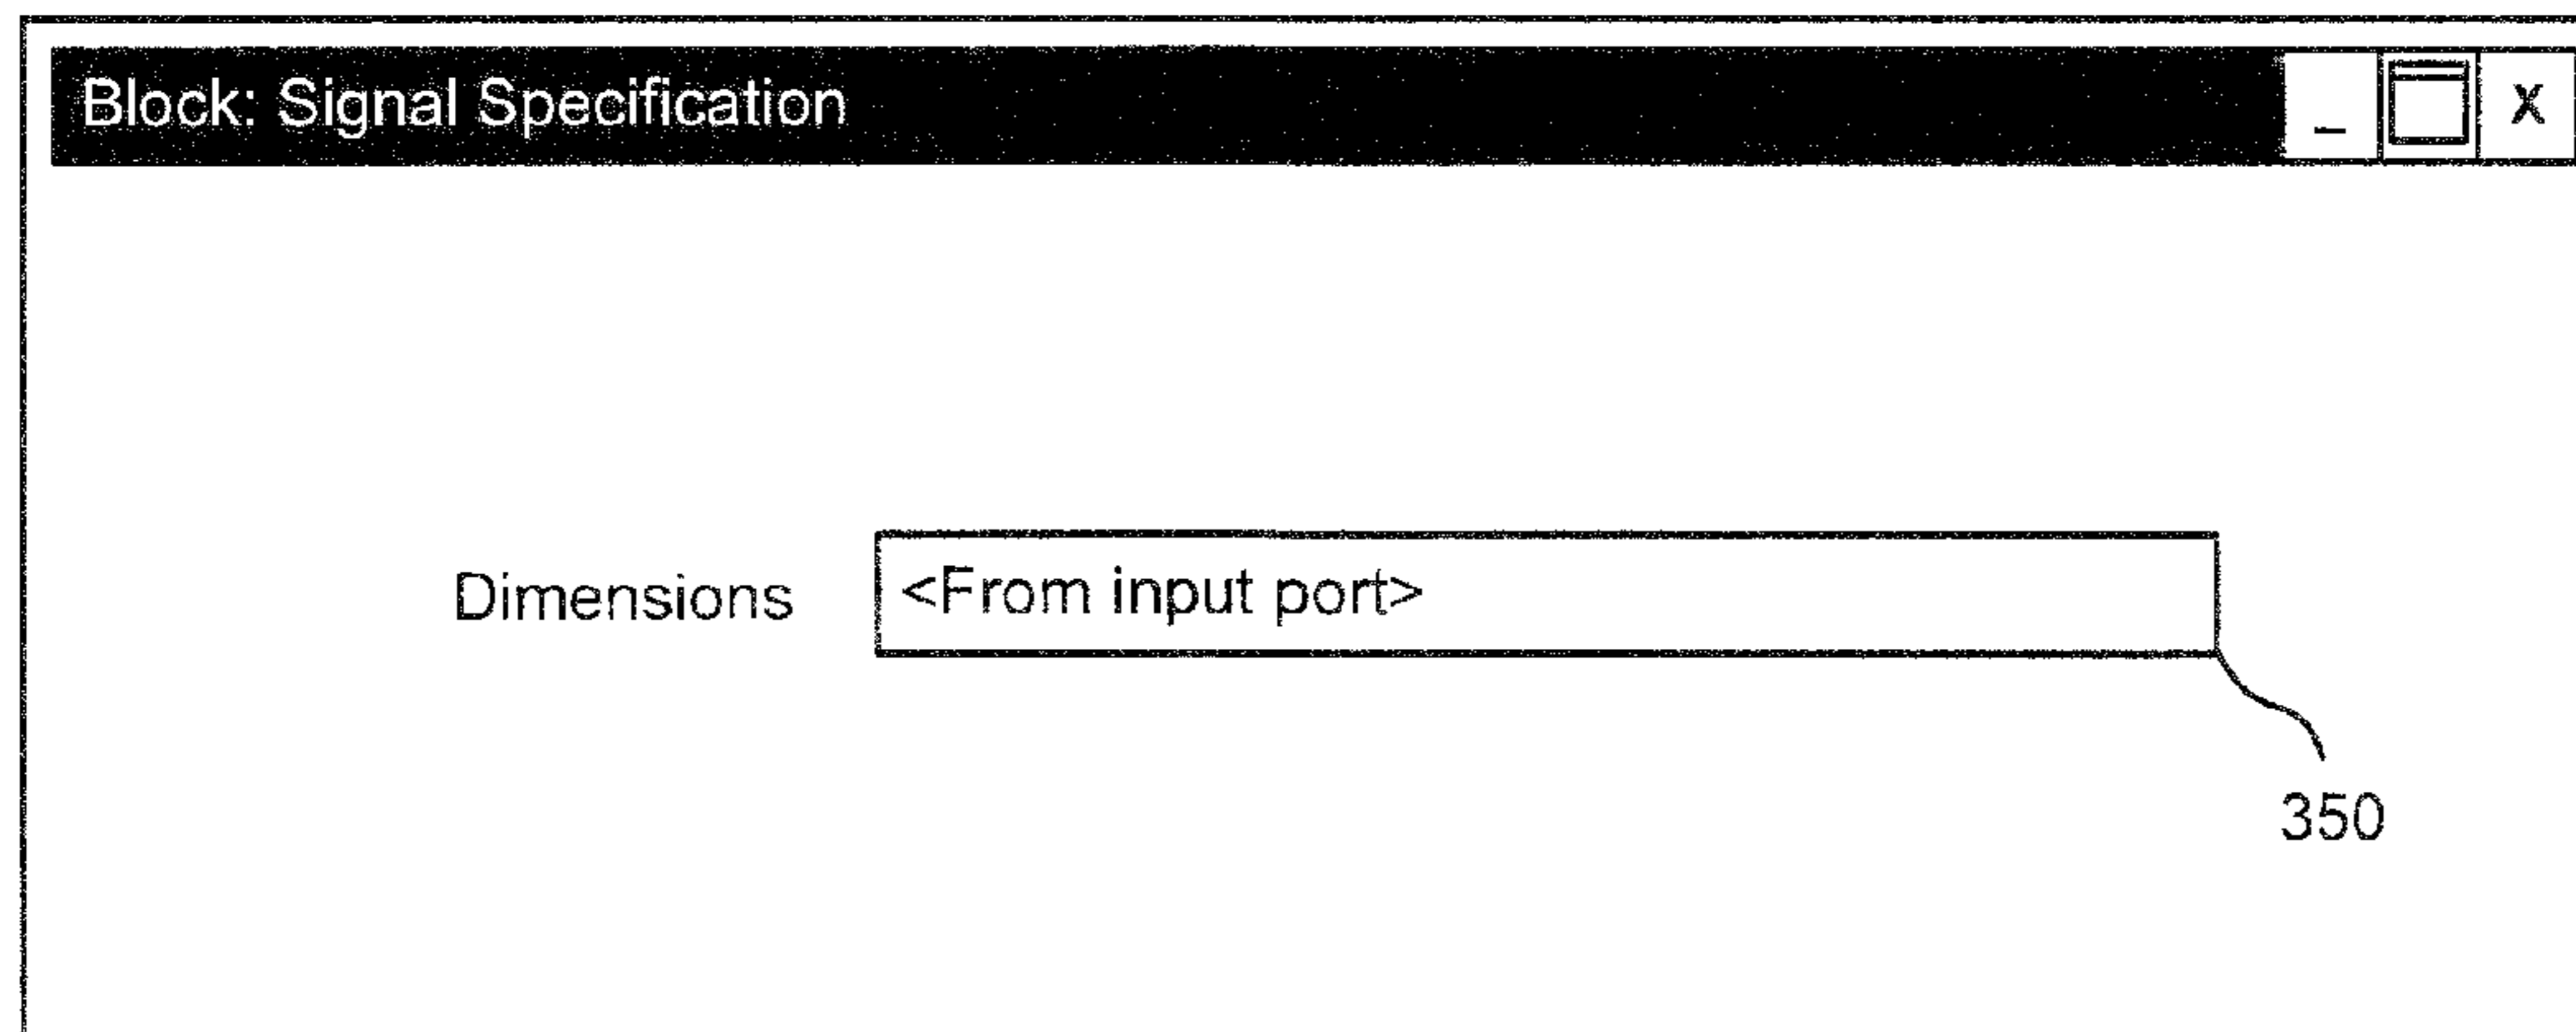 Block: Signal Specification
_ X
Dimensions <From input port>
350